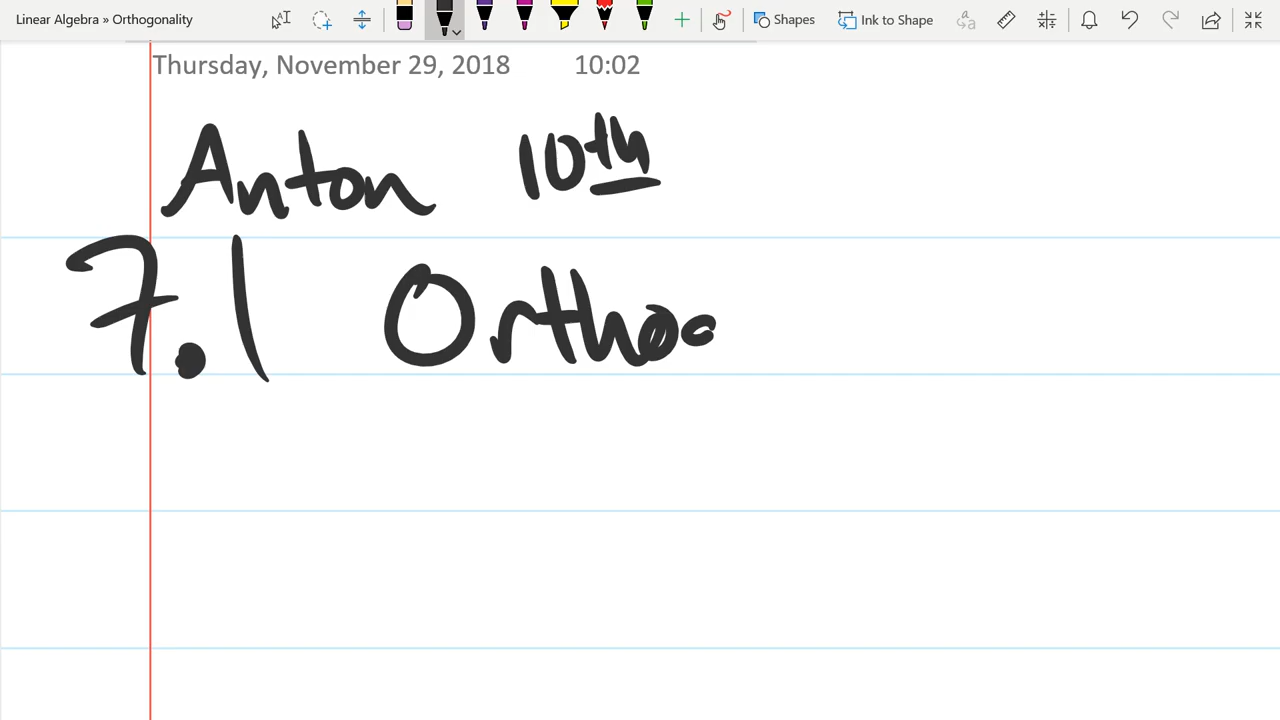 Linear Algebra » Orthogonality
Shapes
Ink to Shape
Thursday, November 29, 2018 10:02
Anton 10th
7.1 Orthoo